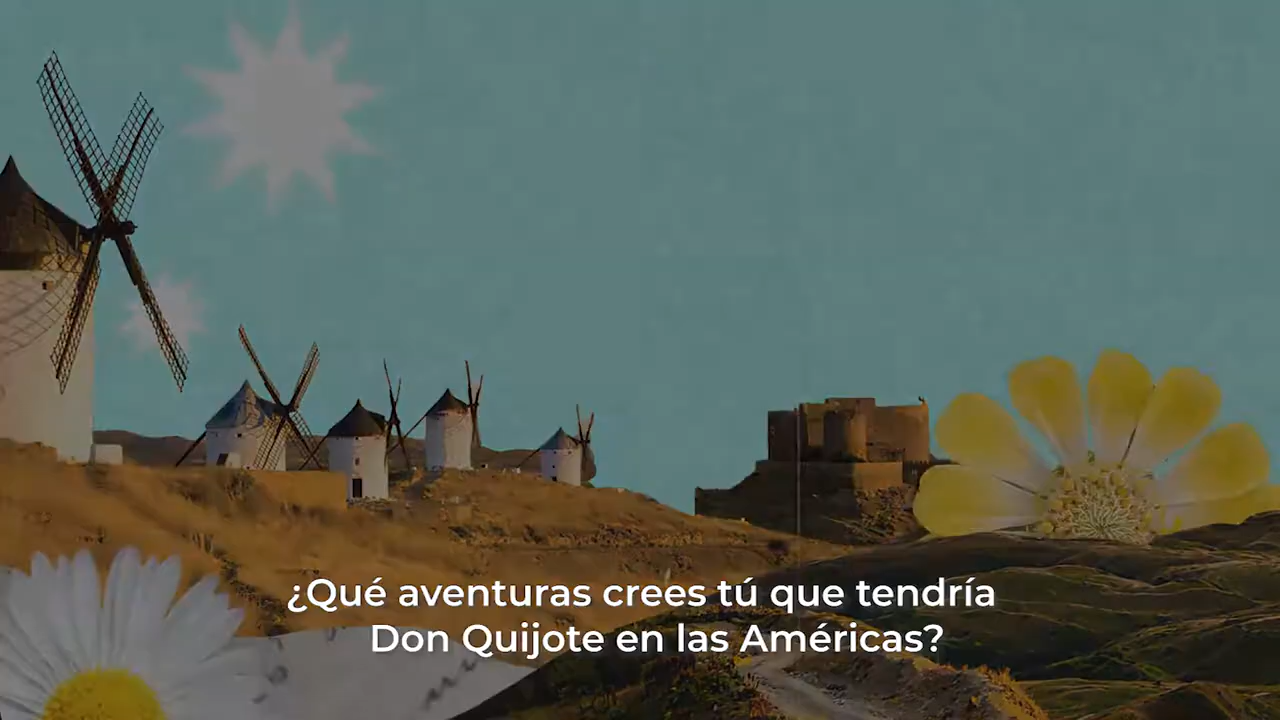 ¿Qué aventuras crees tú que tendría
Don Quijote en las Américas?